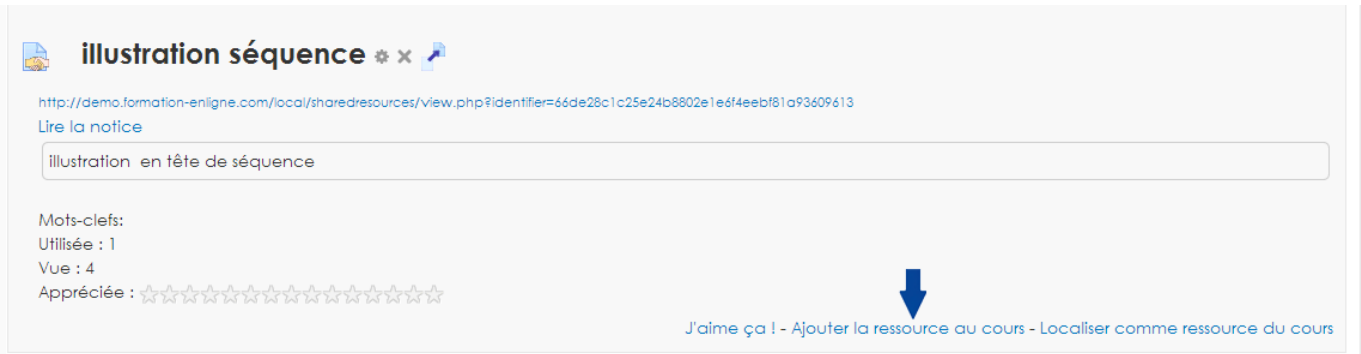 illustration séquence
http://demo.formation-enligne.com/local/sharedresources/view.php?identifier=66de28c1c25e24b8802e1e6f4eebf81a93609613
Lire la notice
illustration en tête de séquence
Mots-clefs:
Utilisée : 1
Vue : 4
Appréciée :
J'aime ça ! - Ajouter la ressource au cours - Localiser comme ressource du cours